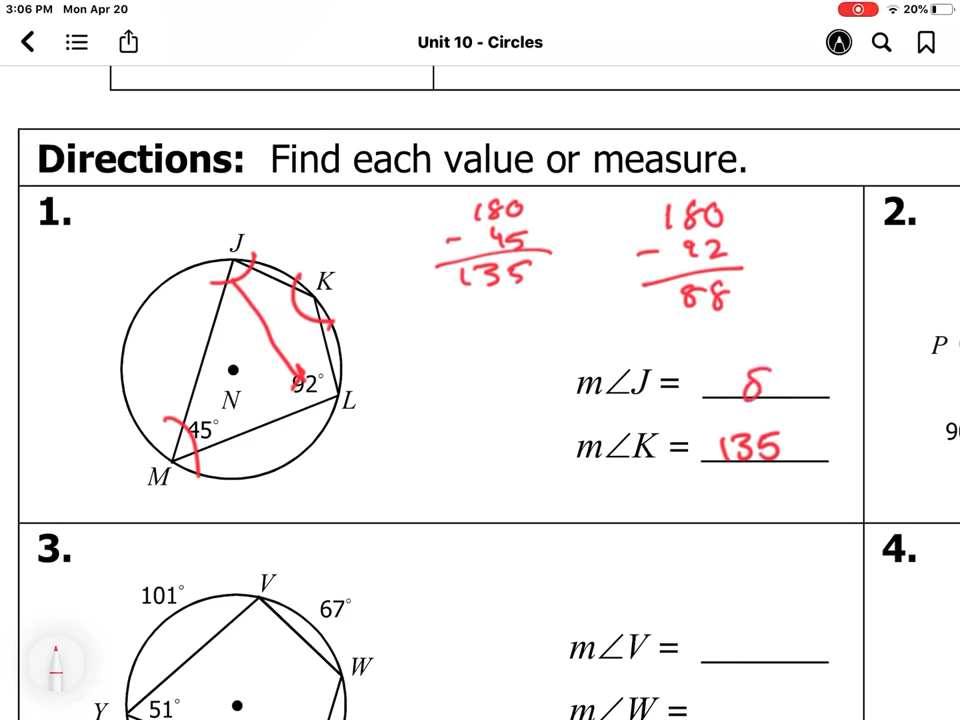 3:06 PM Mon Apr 20
20%
Unit 10 - Circles
Directions: Find each value or measure.
1.
180
- 45
135
180
- 92
88
2.
J
K
92°
N
L
45°
M
P
m∠J = 8
m∠K = 135
90
3.
4.
101°
V
67°
W
Y
51°
m∠V =
m∠W =